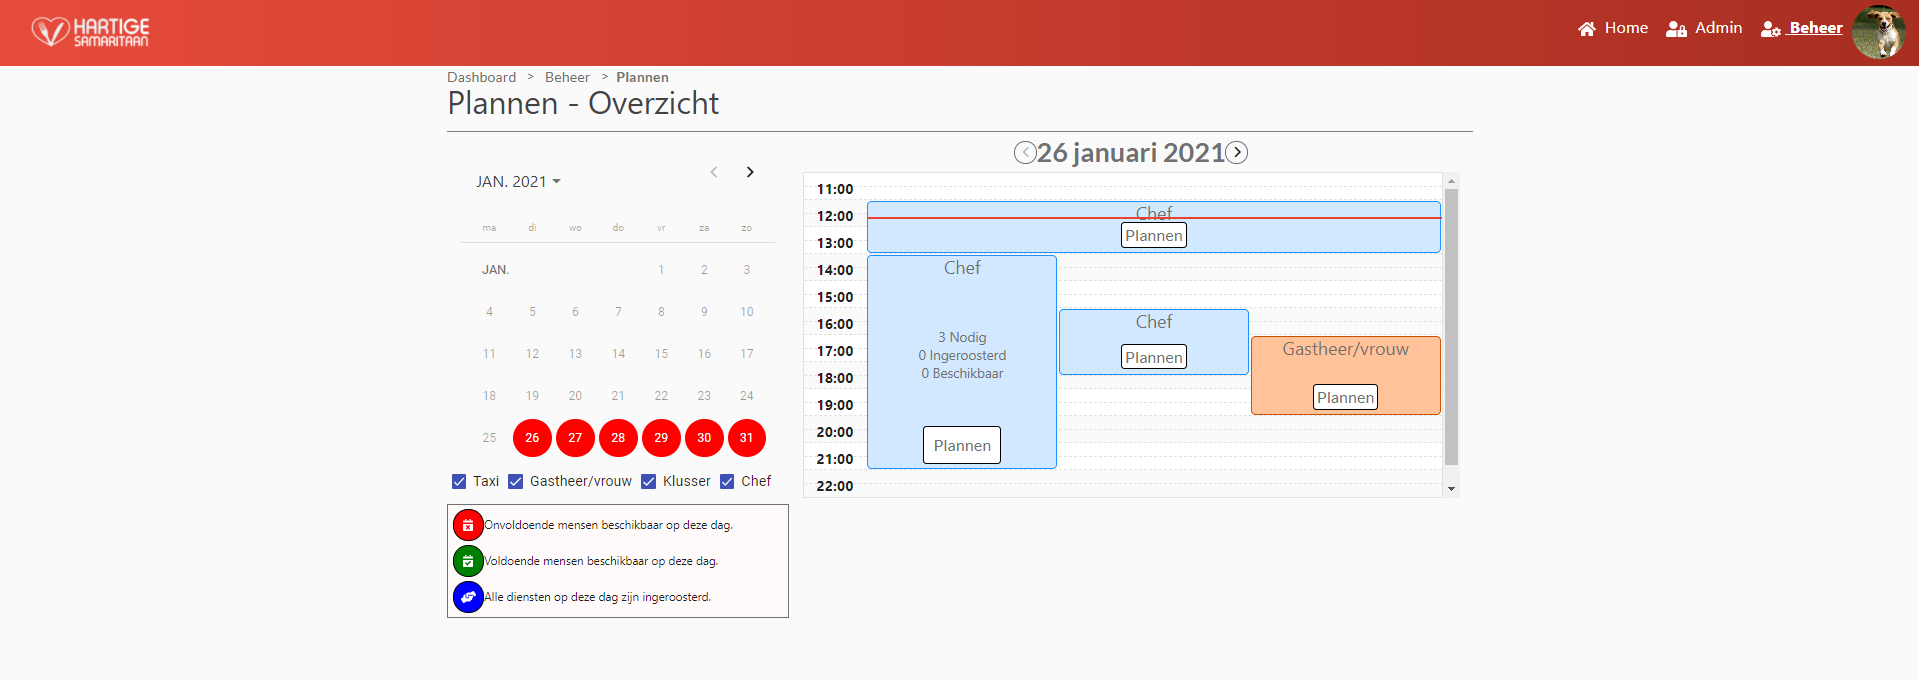 HARTIGE
SAMARITAAN
Home Admin Beheer
Dashboard > Beheer > Plannen
Plannen - Overzicht
JAN. 2021
ma di wo do vr za zo
JAN. 1 2 3
4 5 6 7 8 9 10
11 12 13 14 15 16 17
18 19 20 21 22 23 24
25 26 27 28 29 30 31
Taxi Gastheer/vrouw Klusser Chef
Onvoldoende mensen beschikbaar op deze dag.
Voldoende mensen beschikbaar op deze dag.
Alle diensten op deze dag zijn ingeroosterd.
26 januari 2021
11:00
12:00
13:00
14:00
15:00
16:00
17:00
18:00
19:00
20:00
21:00
22:00
Chef
Plannen
Chef
3 Nodig
0 Ingeroosterd
0 Beschikbaar
Plannen
Chef
Plannen
Gastheer/vrouw
Plannen